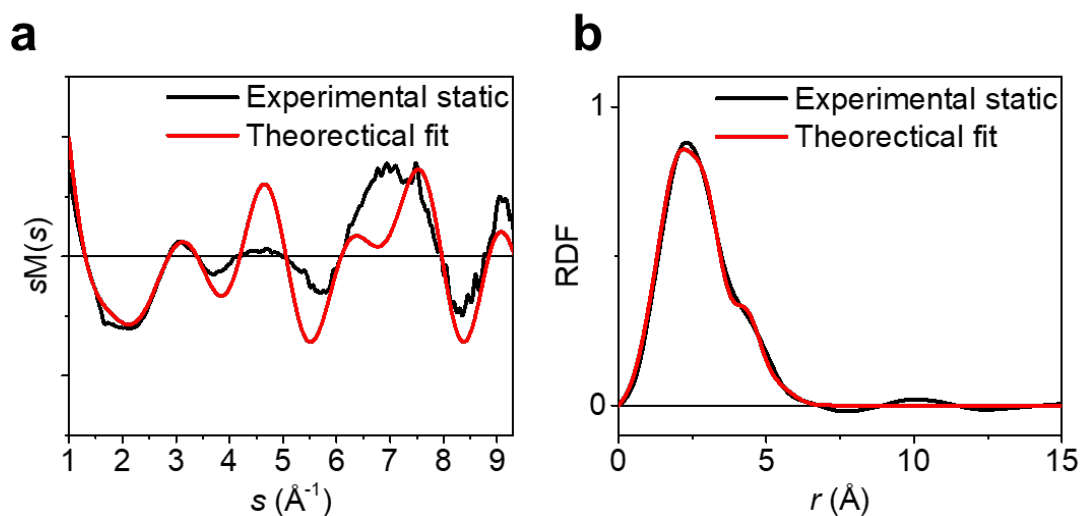 a
Experimental static
Theorectical fit
sM(s)
1 2 3 4 5 6 7 8 9
s (Å⁻¹)
b
Experimental static
Theorectical fit
1
RDF
0
0 5 10 15
r (Å)